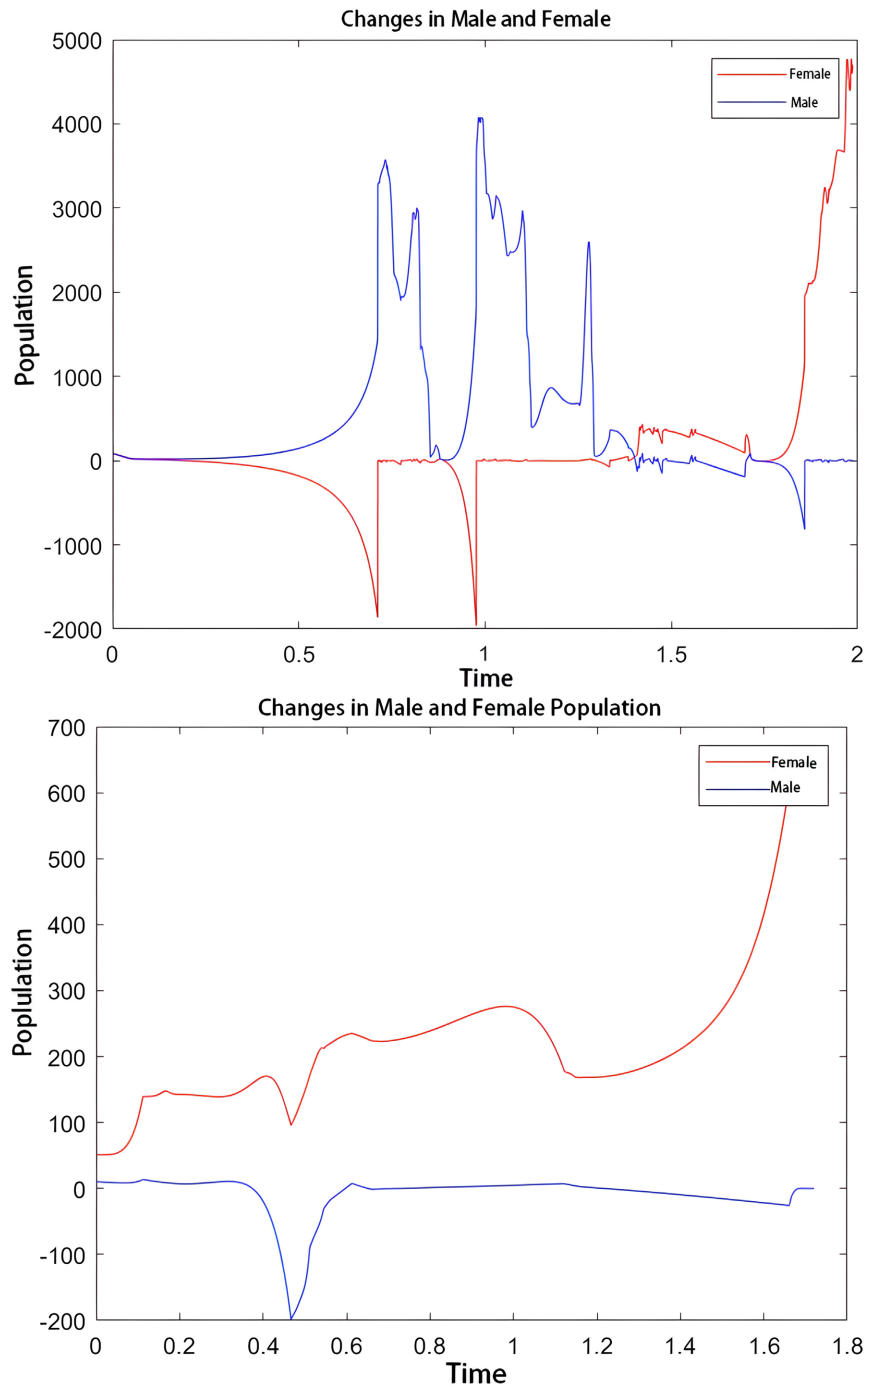 Changes in Male and Female
5000
4000
3000
2000
1000
0
-1000
-2000
Population
Female
Male
0 0.5 1 1.5 2
Time
Changes in Male and Female Population
700
600
500
400
300
200
100
0
-100
-200
Poplulation
Female
Male
0 0.2 0.4 0.6 0.8 1 1.2 1.4 1.6 1.8
Time